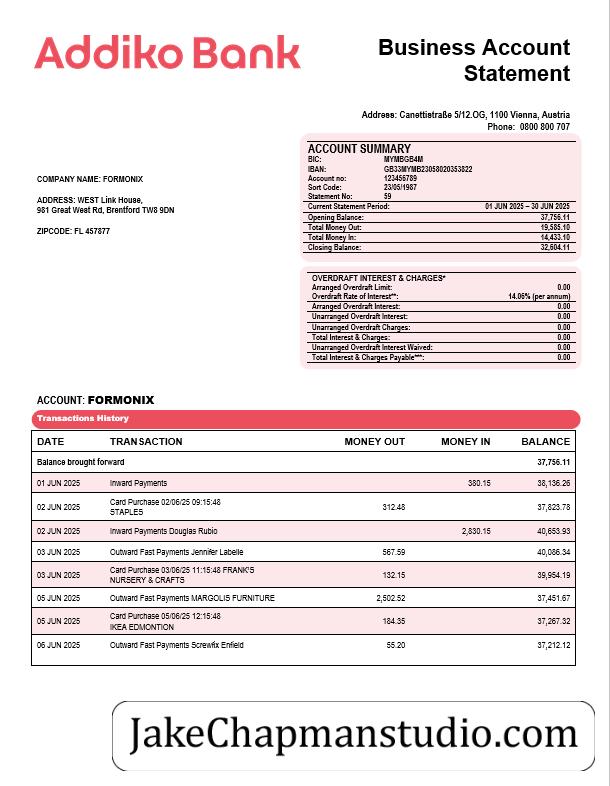 Addiko Bank
Business Account
Statement
Address: Canettistraße 5/12.OG, 1100 Vienna, Austria
Phone: 0800 800 707
COMPANY NAME: FORMONIX
ADDRESS: WEST Link House,
981 Great West Rd, Brentford TW8 9DN
ZIPCODE: FL 457877
ACCOUNT SUMMARY
BIC: MYMBGB4M
IBAN: GB33MYMB23058020353822
Account no: 123456789
Sort Code: 23/05/1987
Statement No: 59
Current Statement Period: 01 JUN 2025 – 30 JUN 2025
Opening Balance: 37,756.11
Total Money Out: 19,585.10
Total Money In: 14,433.10
Closing Balance: 32,604.11
OVERDRAFT INTEREST & CHARGES*
Arranged Overdraft Limit: 0.00
Overdraft Rate of Interest**: 14.06% (per annum)
Arranged Overdraft Interest: 0.00
Unarranged Overdraft Interest: 0.00
Unarranged Overdraft Charges: 0.00
Total Interest & Charges: 0.00
Unarranged Overdraft Interest Waived: 0.00
Total Interest & Charges Payable***: 0.00
ACCOUNT: FORMONIX
Transactions History
DATE TRANSACTION MONEY OUT MONEY IN BALANCE
Balance brought forward 37,756.11
01 JUN 2025 Inward Payments 380.15 38,136.26
02 JUN 2025 Card Purchase 02/06/25 09:15:48 312.48 37,823.78
STAPLES
02 JUN 2025 Inward Payments Douglas Rubio 2,830.15 40,653.93
03 JUN 2025 Outward Fast Payments Jennifer Labelle 567.59 40,086.34
03 JUN 2025 Card Purchase 03/06/25 11:15:48 FRANK'S 132.15 39,954.19
NURSERY & CRAFTS
05 JUN 2025 Outward Fast Payments MARGOLIS FURNITURE 2,502.52 37,451.67
05 JUN 2025 Card Purchase 05/06/25 12:15:48 184.35 37,267.32
IKEA EDMONTION
06 JUN 2025 Outward Fast Payments Screwfix Enfield 55.20 37,212.12
JakeChapmanstudio.com